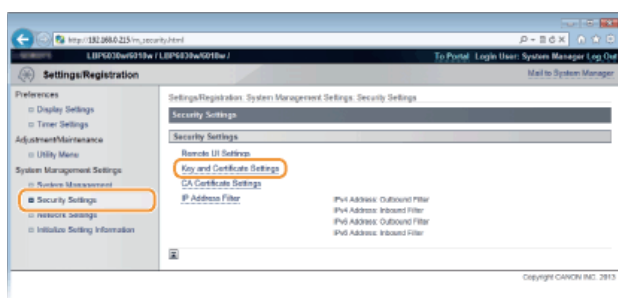 http://192.168.0.215/m_security.html
LBP6030w/6018w / LBP6030w/6018w /
To Portal Login User: System Manager Log Out
Settings/Registration
Mail to System Manager
Preferences
Display Settings
Timer Settings
Adjustment/Maintenance
Utility Menu
System Management Settings
System Management
Security Settings
Network Settings
Initialize Setting Information
Settings/Registration: System Management Settings: Security Settings
Security Settings
Security Settings
Remote UI Settings
Key and Certificate Settings
CA Certificate Settings
IP Address Filter
IPv4 Address: Outbound Filter
IPv4 Address: Inbound Filter
IPv6 Address: Outbound Filter
IPv6 Address: Inbound Filter
Copyright CANON INC. 2013